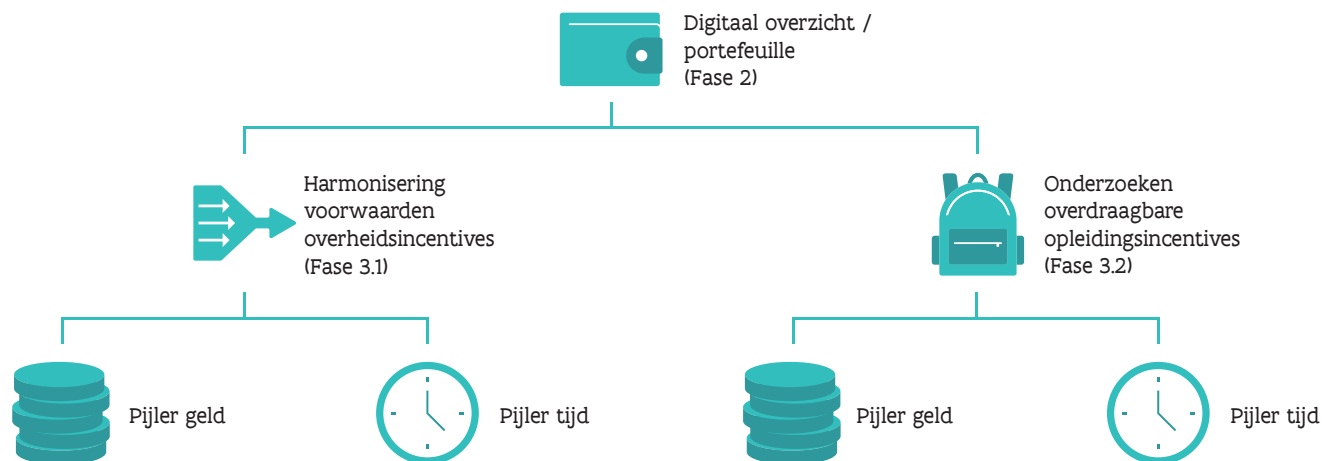 Digitaal overzicht /
portefeuille
(Fase 2)
Harmonisering
voorwaarden
overheidsincentives
(Fase 3.1)
Onderzoeken
overdraagbare
opleidingsincentives
(Fase 3.2)
Pijler geld
Pijler tijd
Pijler geld
Pijler tijd